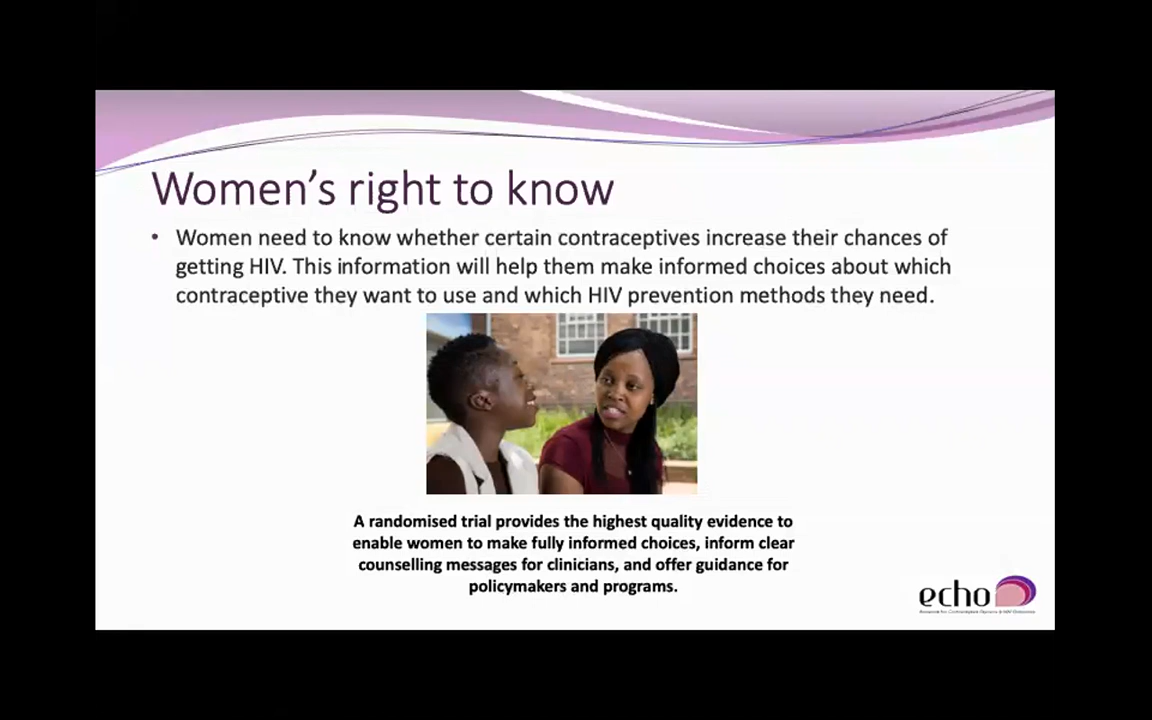 Women’s right to know
• Women need to know whether certain contraceptives increase their chances of
getting HIV. This information will help them make informed choices about which
contraceptive they want to use and which HIV prevention methods they need.
A randomised trial provides the highest quality evidence to
enable women to make fully informed choices, inform clear
counselling messages for clinicians, and offer guidance for
policymakers and programs.
echo